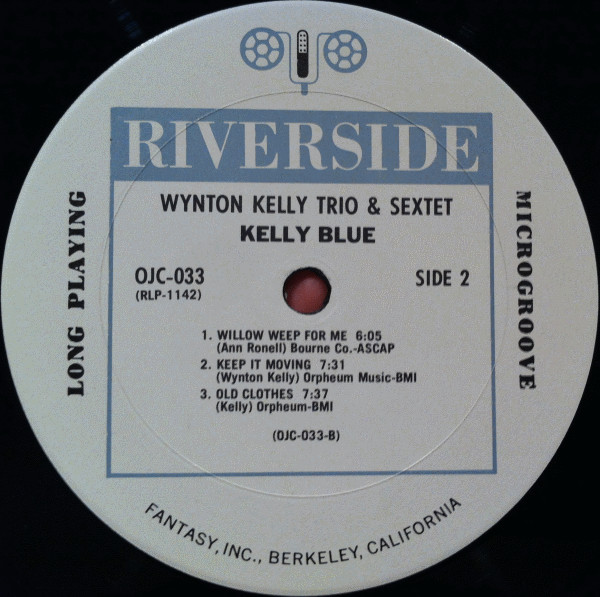 RIVERSIDE
WYNTON KELLY TRIO & SEXTET
KELLY BLUE
LONG PLAYING
MICROGROOVE
OJC-033
(RLP-1142)
SIDE 2
1. WILLOW WEEP FOR ME 6:05
(Ann Ronell) Bourne Co.-ASCAP
2. KEEP IT MOVING 7:31
(Wynton Kelly) Orpheum Music-BMI
3. OLD CLOTHES 7:37
(Kelly) Orpheum-BMI
(OJC-033-B)
FANTASY, INC., BERKELEY, CALIFORNIA